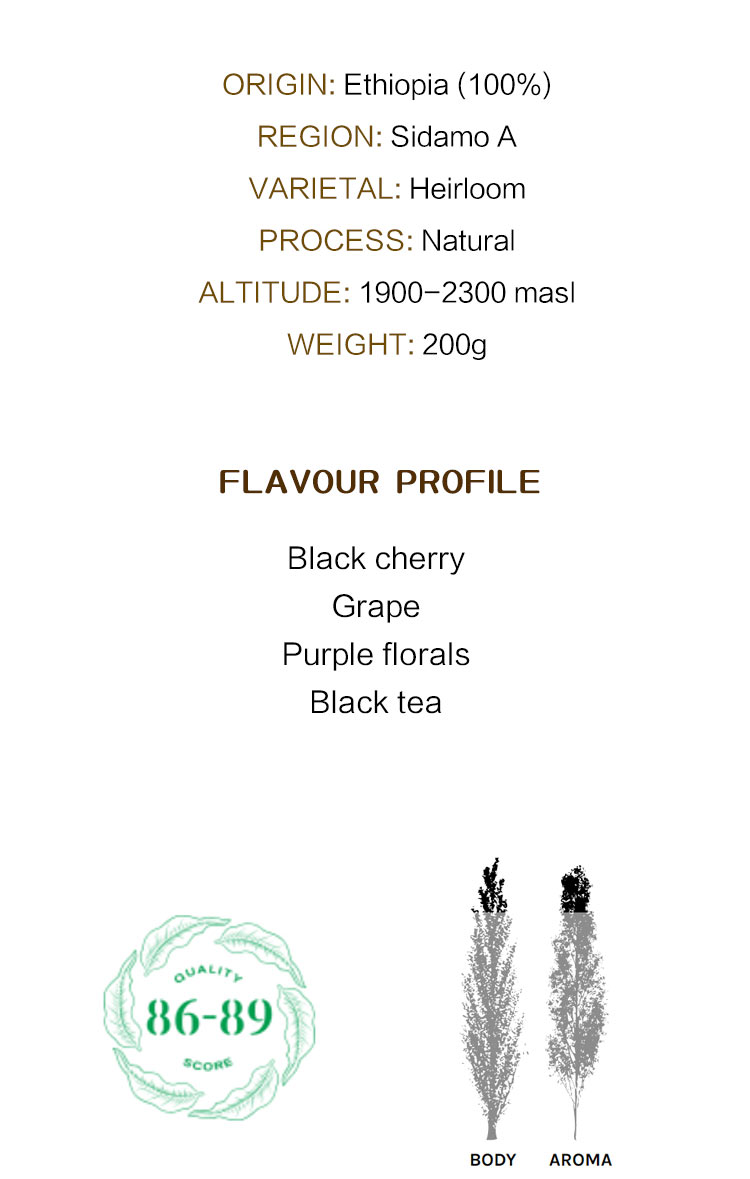 ORIGIN: Ethiopia (100%)
REGION: Sidamo A
VARIETAL: Heirloom
PROCESS: Natural
ALTITUDE: 1900-2300 masl
WEIGHT: 200g
FLAVOUR PROFILE
Black cherry
Grape
Purple florals
Black tea
QUALITY
86-89
SCORE
BODY AROMA